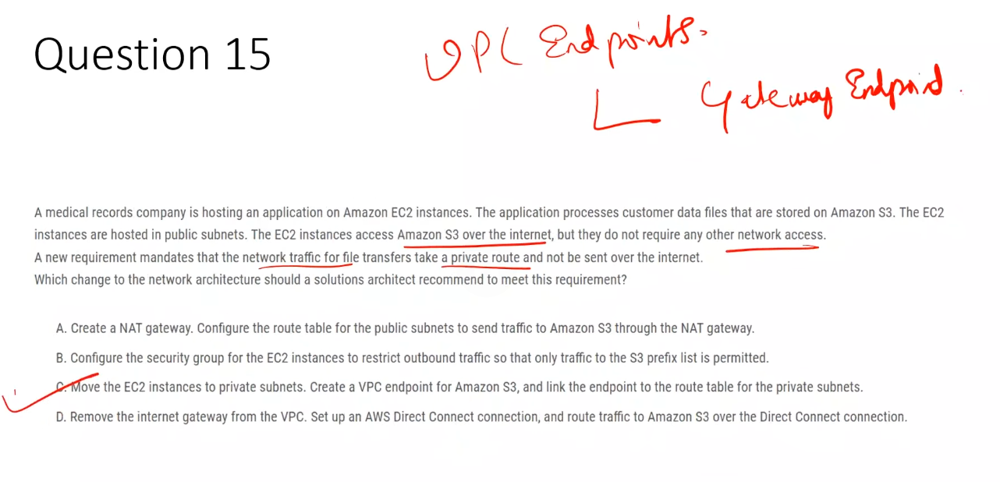 Question 15
VPC Endpoints.
Gateway Endpoint.
A medical records company is hosting an application on Amazon EC2 instances. The application processes customer data files that are stored on Amazon S3. The EC2
instances are hosted in public subnets. The EC2 instances access Amazon S3 over the internet, but they do not require any other network access.
A new requirement mandates that the network traffic for file transfers take a private route and not be sent over the internet.
Which change to the network architecture should a solutions architect recommend to meet this requirement?
A. Create a NAT gateway. Configure the route table for the public subnets to send traffic to Amazon S3 through the NAT gateway.
B. Configure the security group for the EC2 instances to restrict outbound traffic so that only traffic to the S3 prefix list is permitted.
C. Move the EC2 instances to private subnets. Create a VPC endpoint for Amazon S3, and link the endpoint to the route table for the private subnets.
D. Remove the internet gateway from the VPC. Set up an AWS Direct Connect connection, and route traffic to Amazon S3 over the Direct Connect connection.